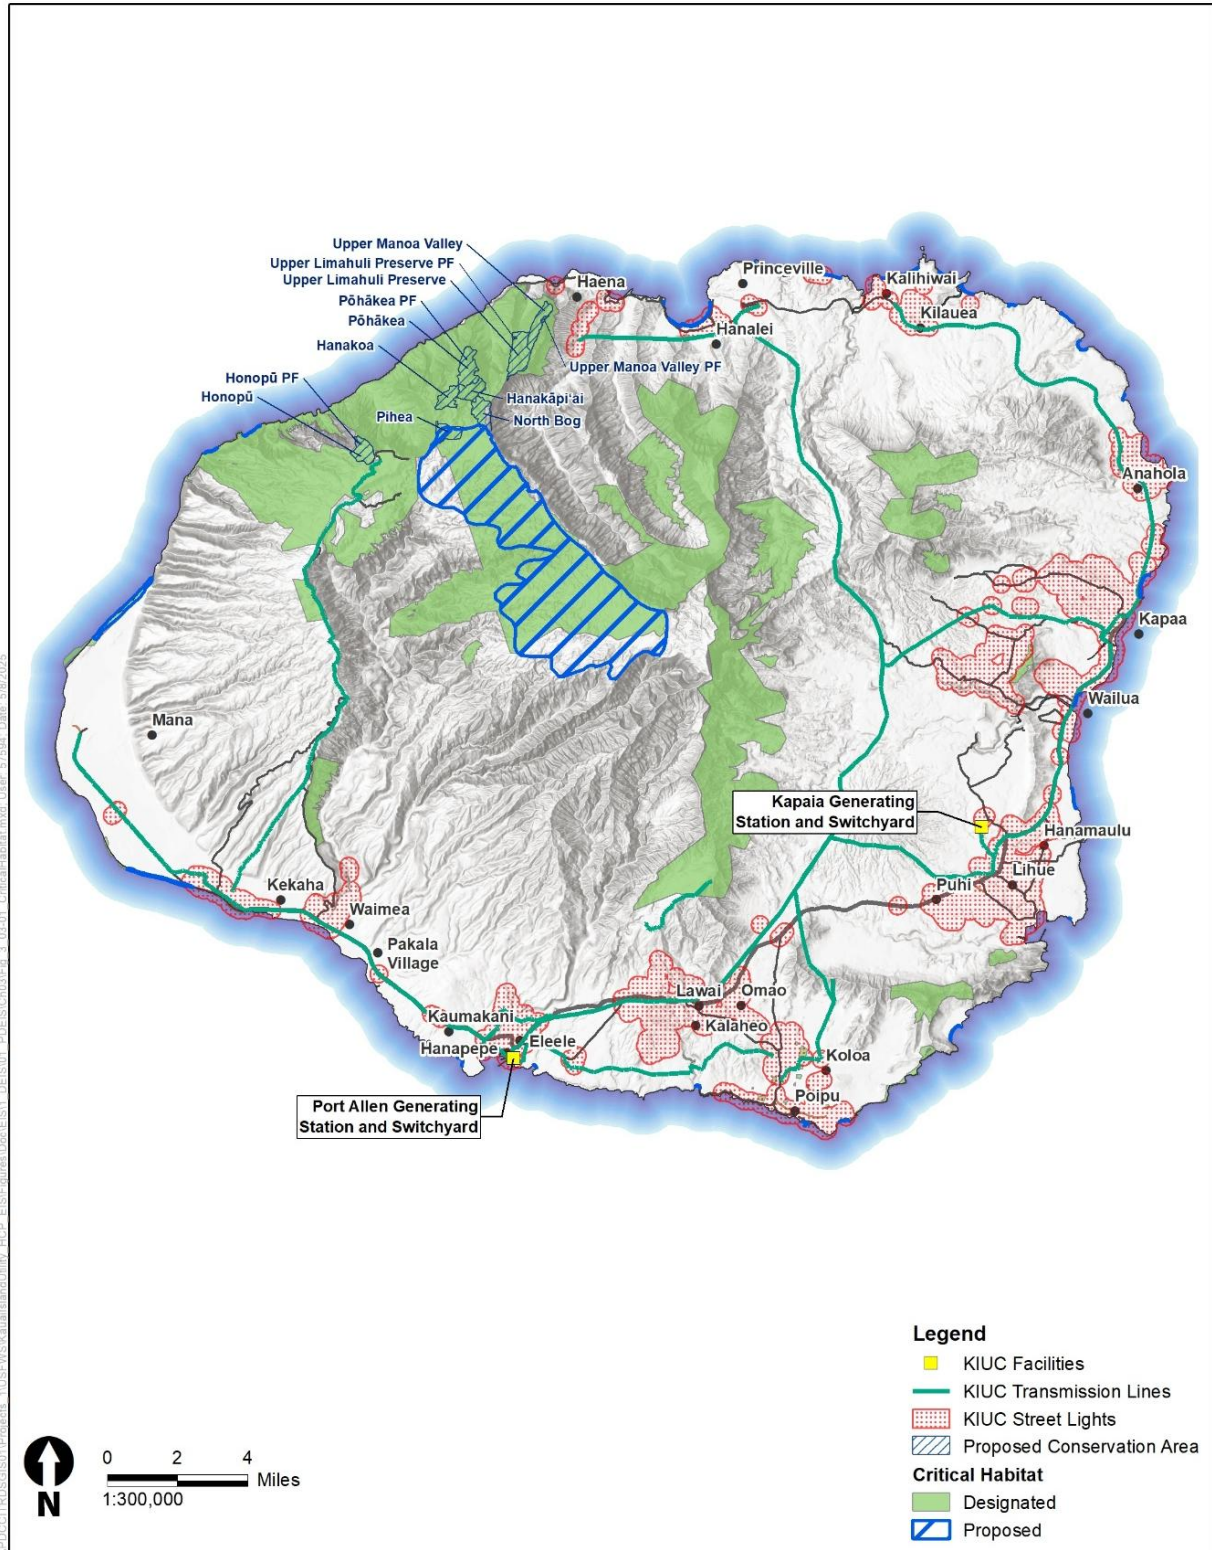 Upper Manoa Valley
Upper Limahuli Preserve PF
Upper Limahuli Preserve
Pōhākea PF
Pōhākea
Hanakoa
Honopū PF
Honopū
Pihea
Hanakāpiʻai
North Bog
Upper Manoa Valley PF
Haena
Princeville
Hanalei
Kalihiwai
Kilauea
Anahola
Kapaa
Wailua
Mana
Kapaia Generating
Station and Switchyard
Hanamaulu
Lihue
Puhi
Kekaha
Waimea
Pakala
Village
Kaumakani
Hanapepe
Eleele
Lawai
Omao
Kalaheo
Koloa
Poipu
Port Allen Generating
Station and Switchyard
Legend
KIUC Facilities
KIUC Transmission Lines
KIUC Street Lights
Proposed Conservation Area
Critical Habitat
Designated
Proposed
N
0 2 4
Miles
1:300,000